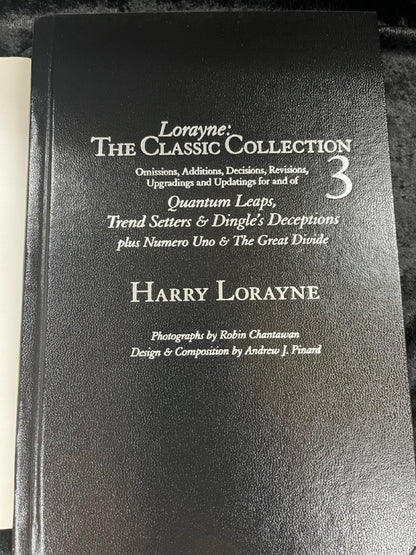 Lorayne:
THE CLASSIC COLLECTION
Omissions, Additions, Decisions, Revisions,
Upgradings and Updatings for and of
3
Quantum Leaps,
Trend Setters & Dingle's Deceptions
plus Numero Uno & The Great Divide
HARRY LORAYNE
Photographs by Robin Chantawan
Design & Composition by Andrew J. Pinard